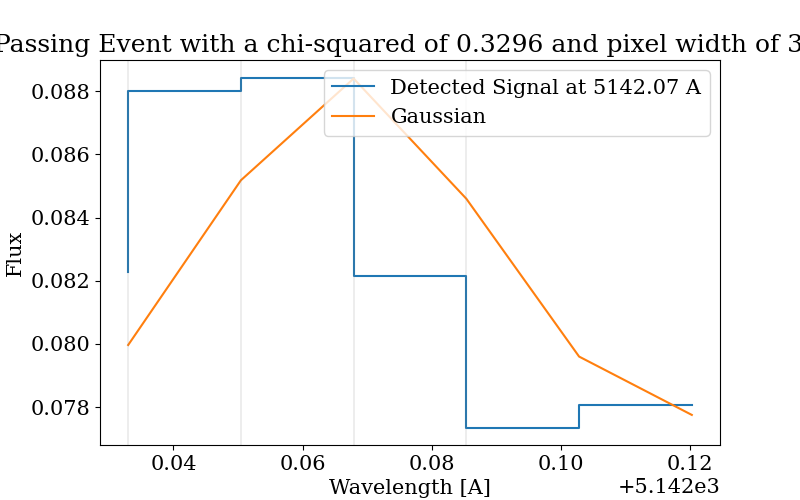 Passing Event with a chi-squared of 0.3296 and pixel width of 3
Detected Signal at 5142.07 A
Gaussian
Flux
0.088
0.086
0.084
0.082
0.080
0.078
0.04 0.06 0.08 0.10 0.12
+5.142e3
Wavelength [A]